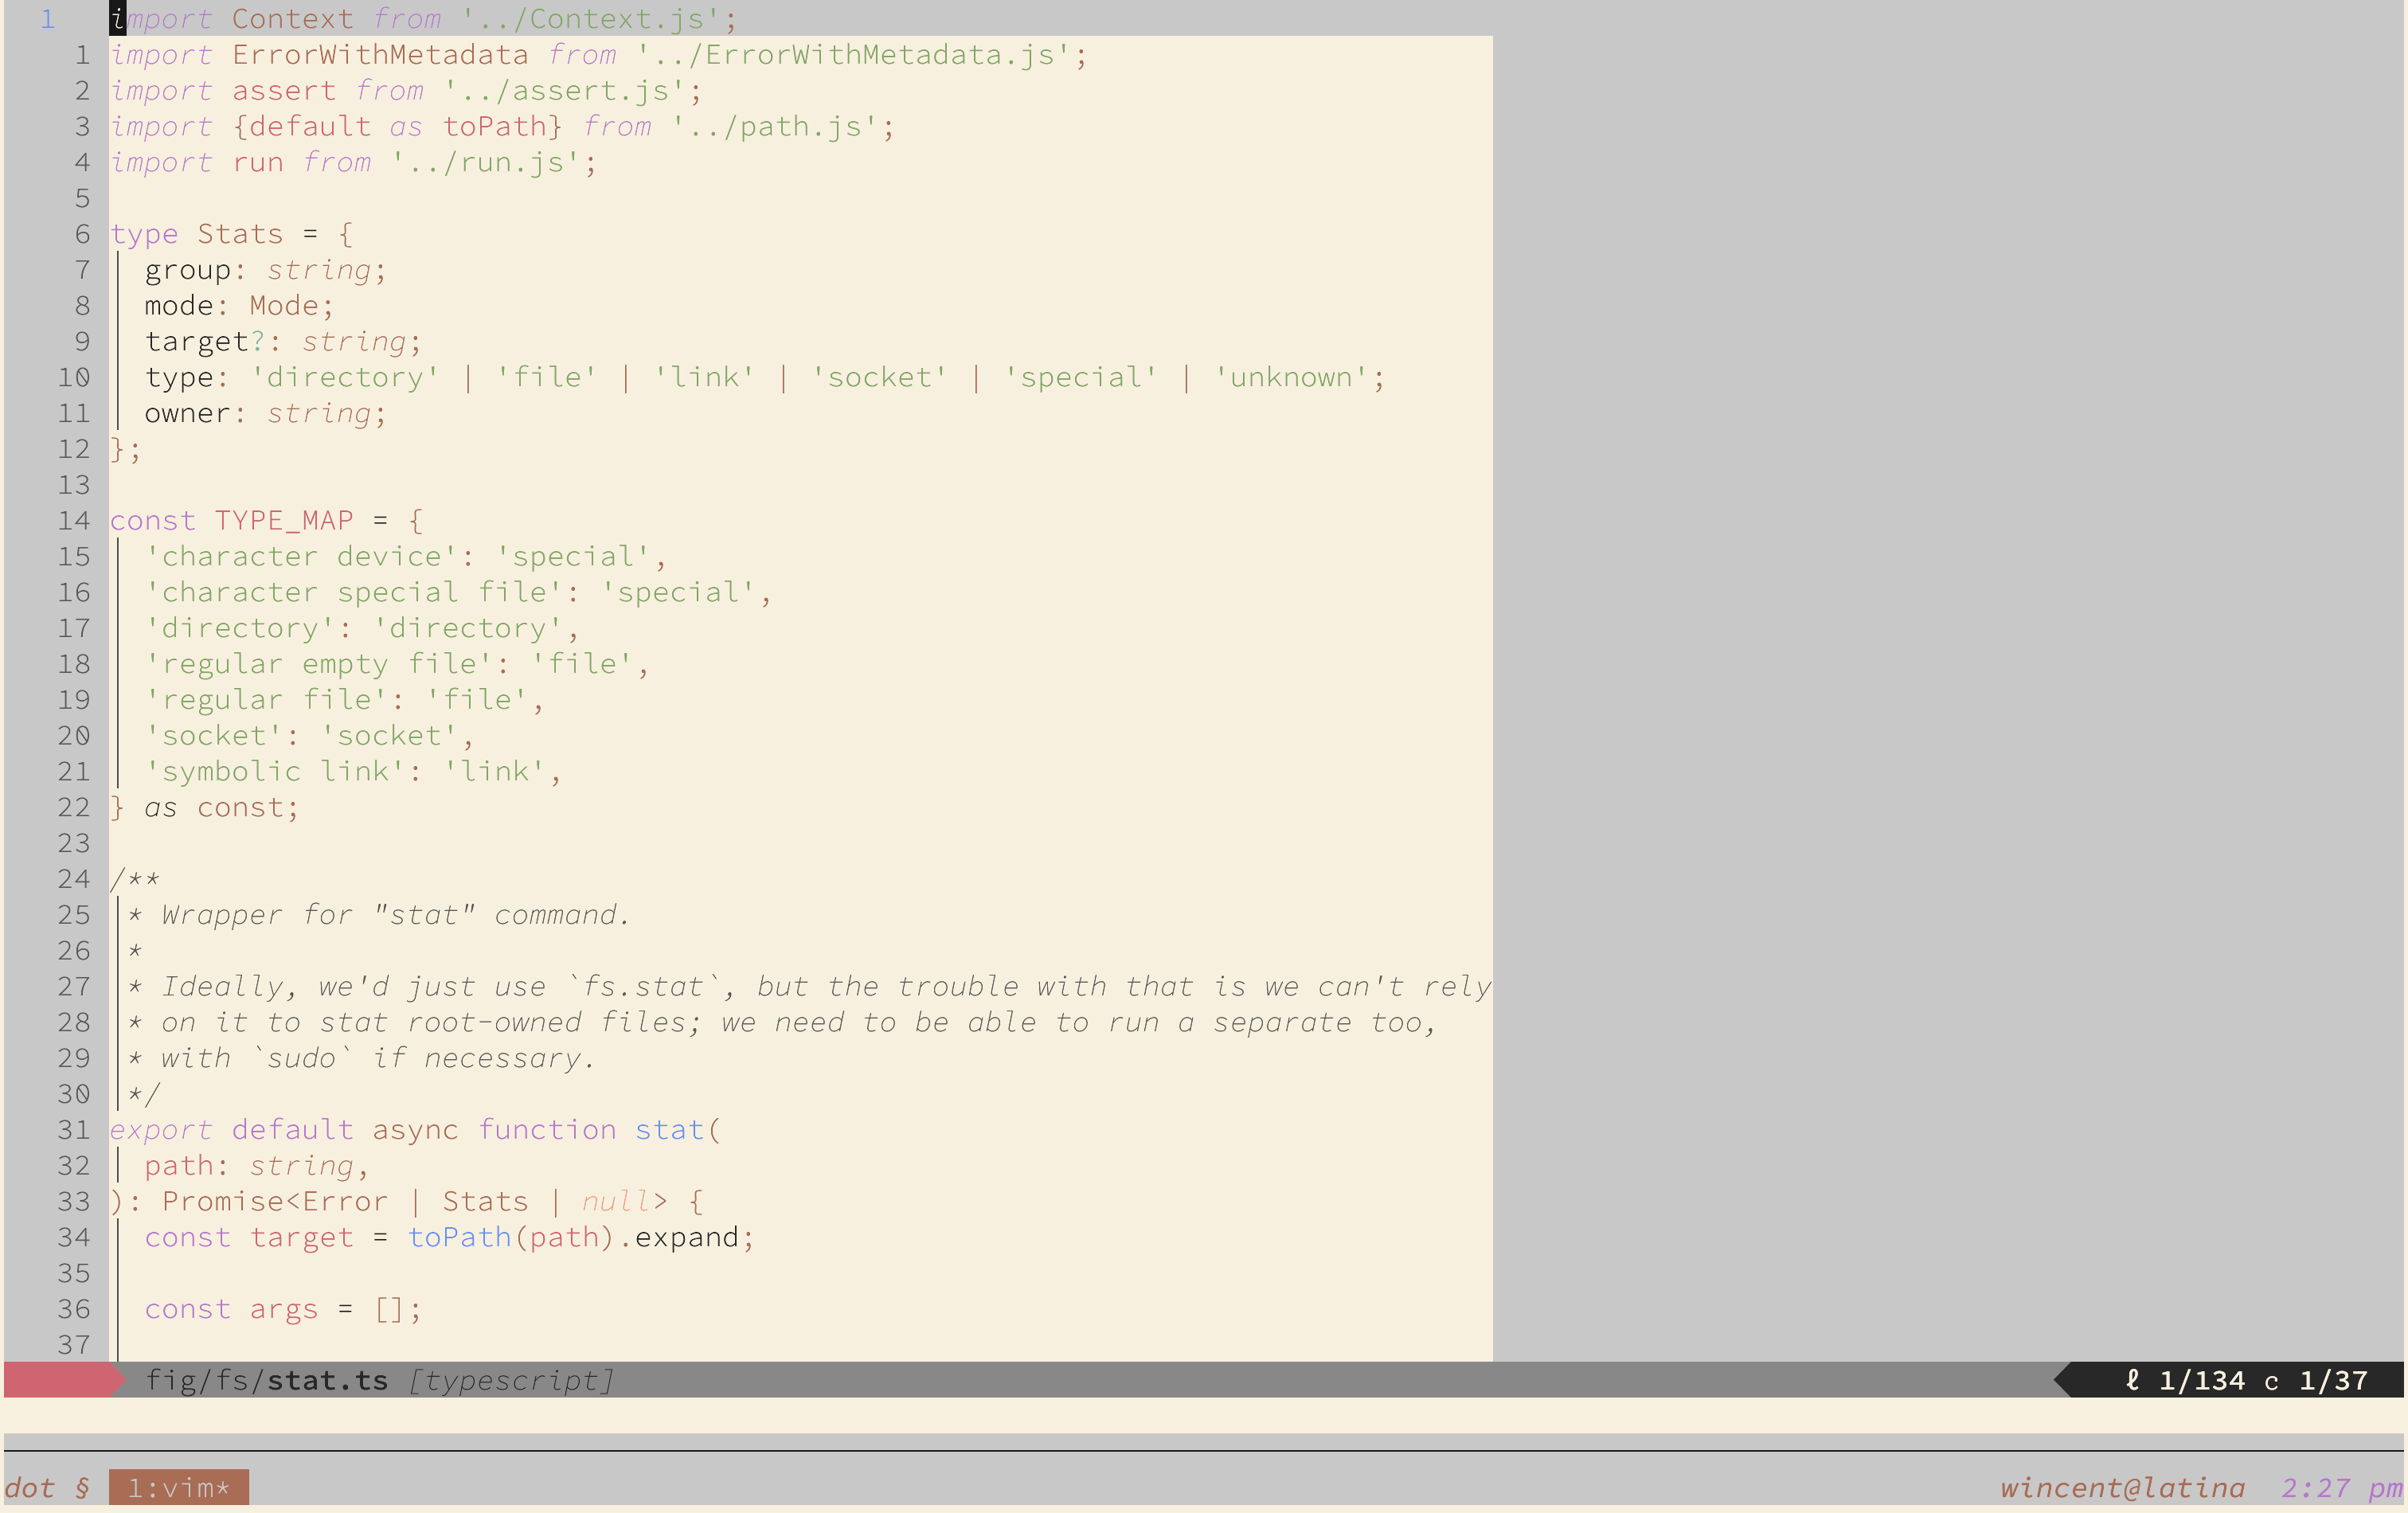 1 import Context from '../Context.js';
1 import ErrorWithMetadata from '../ErrorWithMetadata.js';
2 import assert from '../assert.js';
3 import {default as toPath} from '../path.js';
4 import run from '../run.js';
5
6 type Stats = {
7   group: string;
8   mode: Mode;
9   target?: string;
10   type: 'directory' | 'file' | 'link' | 'socket' | 'special' | 'unknown';
11   owner: string;
12 };
13
14 const TYPE_MAP = {
15   'character device': 'special',
16   'character special file': 'special',
17   'directory': 'directory',
18   'regular empty file': 'file',
19   'regular file': 'file',
20   'socket': 'socket',
21   'symbolic link': 'link',
22 } as const;
23
24 /**
25  * Wrapper for "stat" command.
26  *
27  * Ideally, we'd just use `fs.stat`, but the trouble with that is we can't rely
28  * on it to stat root-owned files; we need to be able to run a separate too,
29  * with `sudo` if necessary.
30  */
31 export default async function stat(
32   path: string,
33 ): Promise<Error | Stats | null> {
34   const target = toPath(path).expand;
35
36   const args = [];
37
fig/fs/stat.ts [typescript] ℓ 1/134 c 1/37
dot § 1:vim* wincent@latina 2:27 pm